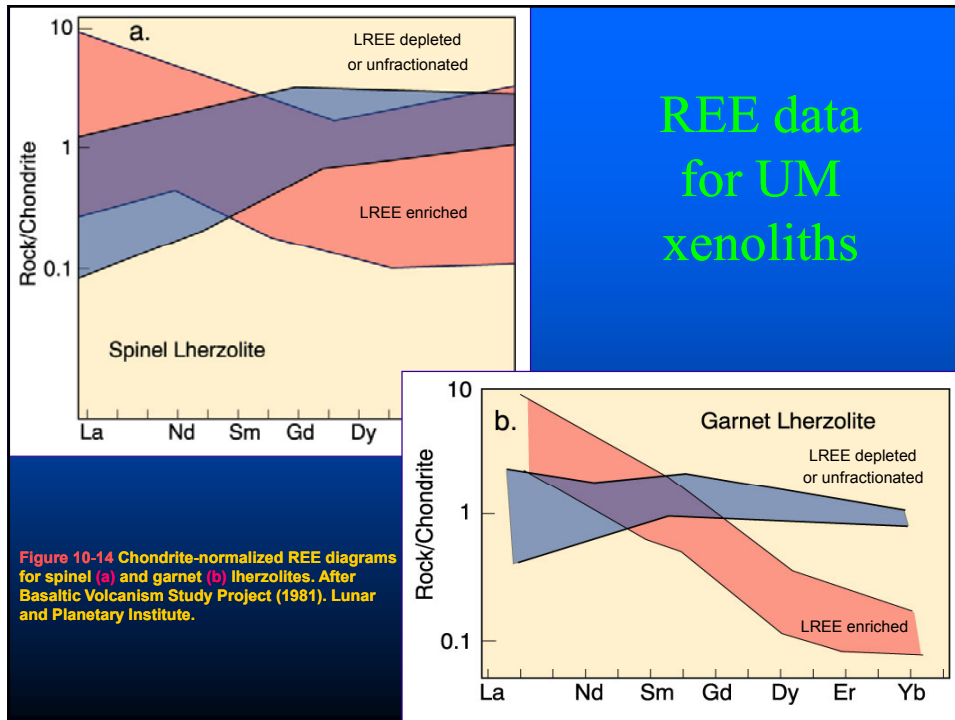 a.
LREE depleted
or unfractionated
10
1
0.1
Rock/Chondrite
LREE enriched
Spinel Lherzolite
La Nd Sm Gd Dy
REE data
for UM
xenoliths
b.
Garnet Lherzolite
LREE depleted
or unfractionated
10
1
0.1
Rock/Chondrite
LREE enriched
La Nd Sm Gd Dy Er Yb
Figure 10-14 Chondrite-normalized REE diagrams
for spinel (a) and garnet (b) lherzolites. After
Basaltic Volcanism Study Project (1981). Lunar
and Planetary Institute.